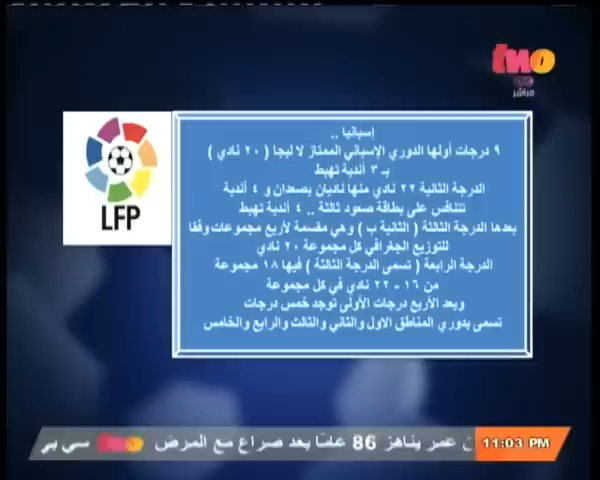 two
مباشر
إسبانيا ..
٩ درجات أولها الدوري الإسباني الممتاز لا ليجا ( ٢٠ نادي )
بـ ٣ أندية تهبط
الدرجة الثانية ٢٢ نادي منها ناديان يصعدان و ٤ أندية
تتنافس على بطاقة صعود ثالثة .. ٤ أندية تهبط
بعدها الدرجة الثالثة ( الثانية ب ) وهي مقسمة لأربع مجموعات وفقا
للتوزيع الجغرافي كل مجموعة ٢٠ نادي
الدرجة الرابعة ( تسمى الدرجة الثالثة ) فيها ١٨ مجموعة
من ١٦ - ٢٢ نادي في كل مجموعة
وبعد الأربع درجات الأولى توجد خمس درجات
تسمى بدوري المناطق الاول والثاني والثالث والرابع والخامس
LFP
عمر يناهز 86 عاماً بعد صراع مع المرض two سي بي
11:03 PM